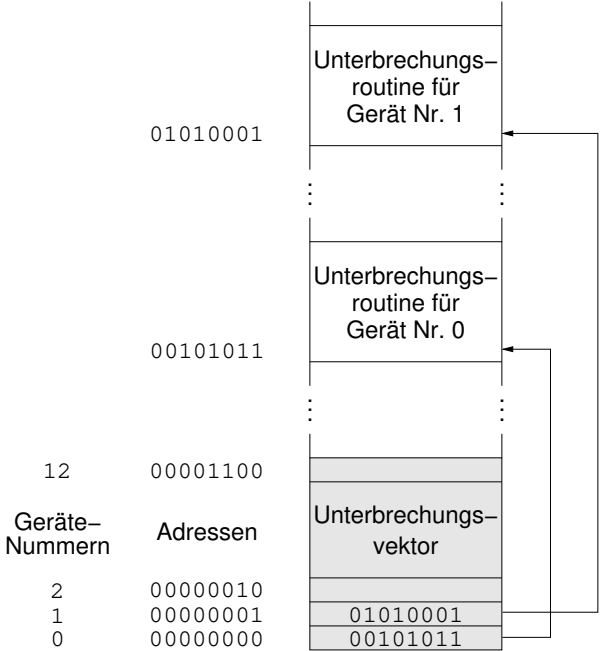 Unterbrechungs–
routine für
Gerät Nr. 1
01010001
Unterbrechungs–
routine für
Gerät Nr. 0
00101011
12 00001100
Geräte–
Nummern
Adressen
Unterbrechungs–
vektor
2 00000010
1 00000001 01010001
0 00000000 00101011